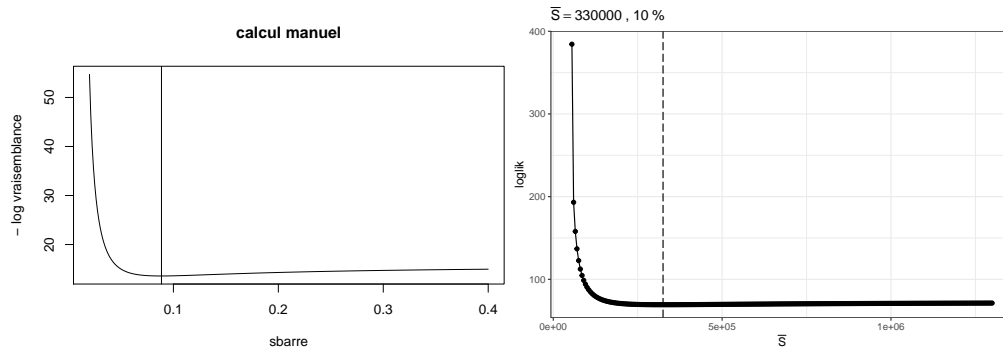 calcul manuel
− log vraisemblance
50
40
30
20
0.1
0.2
0.3
0.4
sbarre
S̅ = 330000 , 10 %
loglik
400
300
200
100
0e+00
5e+05
1e+06
S̅